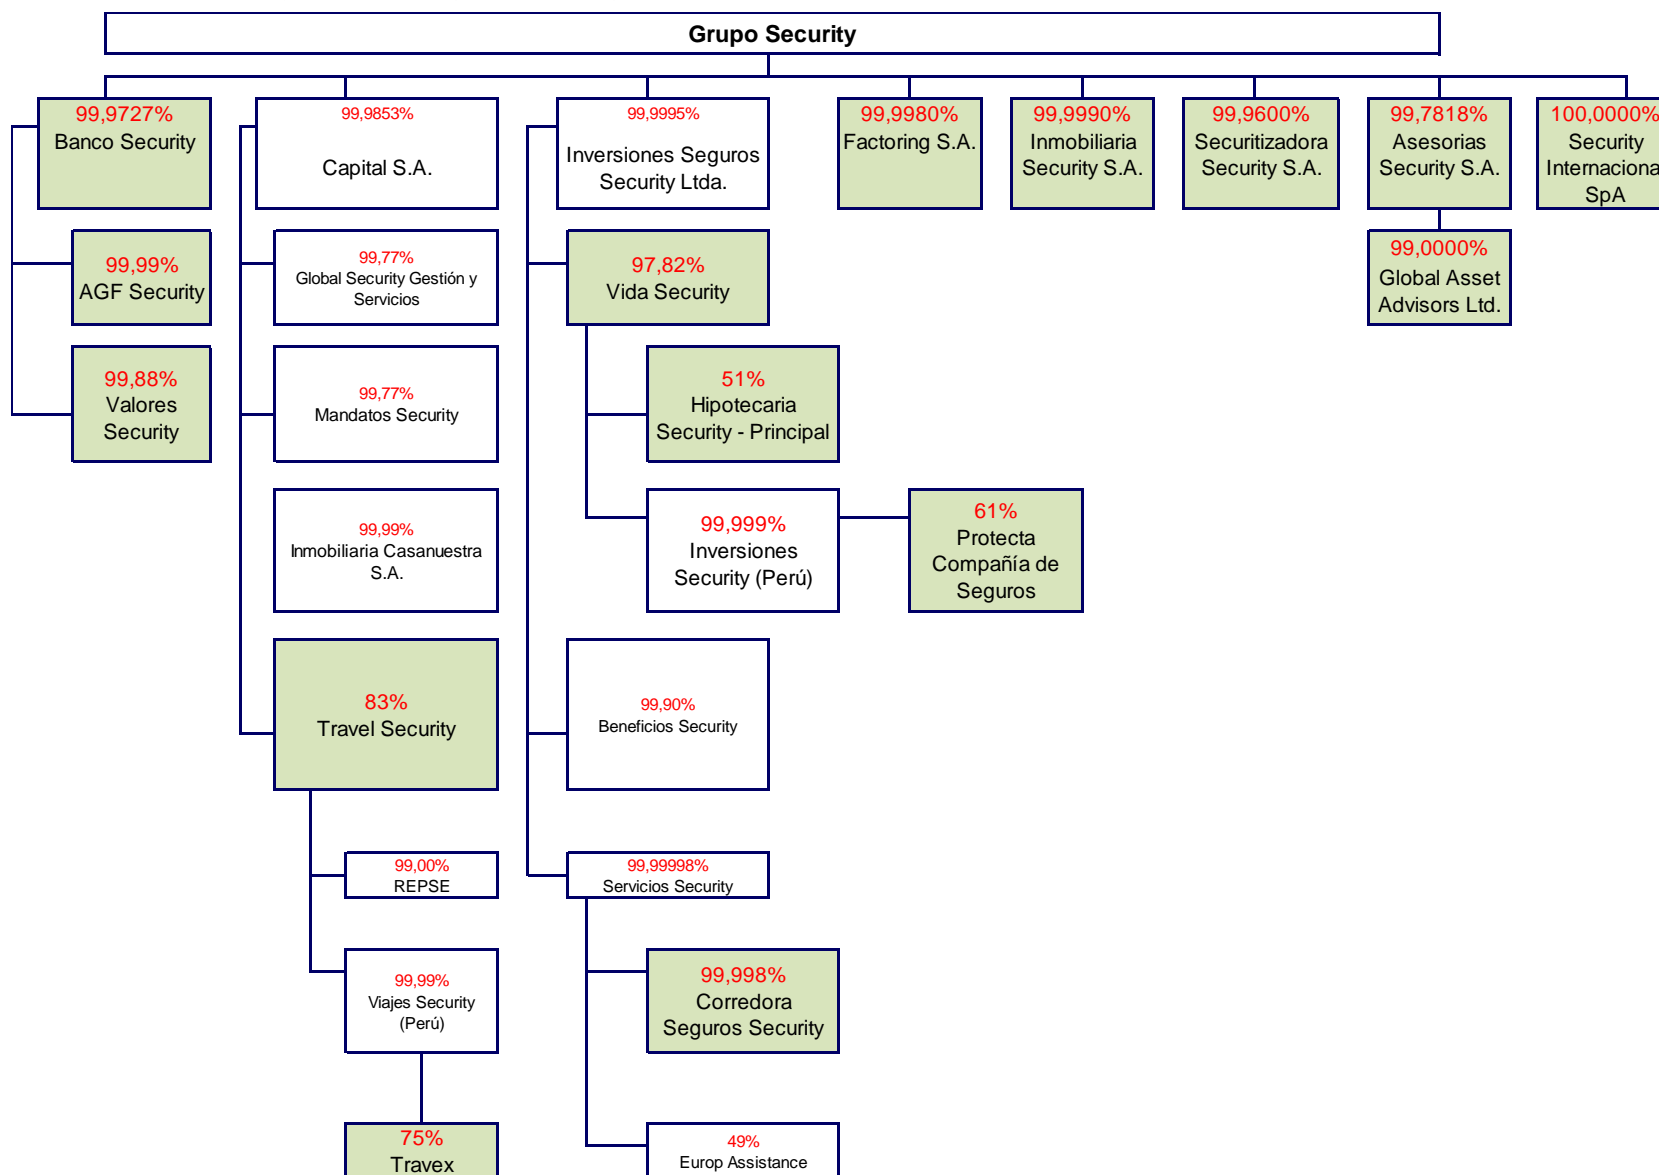 Grupo Security
99,9727%
Banco Security
99,9853%
Capital S.A.
99,9995%
Inversiones Seguros
Security Ltda.
99,9980%
Factoring S.A.
99,9990%
Inmobiliaria
Security S.A.
99,9600%
Securitizadora
Security S.A.
99,7818%
Asesorias
Security S.A.
100,0000%
Security
Internaciona
SpA
99,99%
AGF Security
99,77%
Global Security Gestión y
Servicios
97,82%
Vida Security
99,0000%
Global Asset
Advisors Ltd.
99,88%
Valores
Security
99,77%
Mandatos Security
51%
Hipotecaria
Security - Principal
99,99%
Inmobiliaria Casanuestra
S.A.
99,999%
Inversiones
Security (Perú)
61%
Protecta
Compañía de
Seguros
83%
Travel Security
99,90%
Beneficios Security
99,00%
REPSE
99,99998%
Servicios Security
99,99%
Viajes Security
(Perú)
99,998%
Corredora
Seguros Security
75%
Travex
49%
Europ Assistance